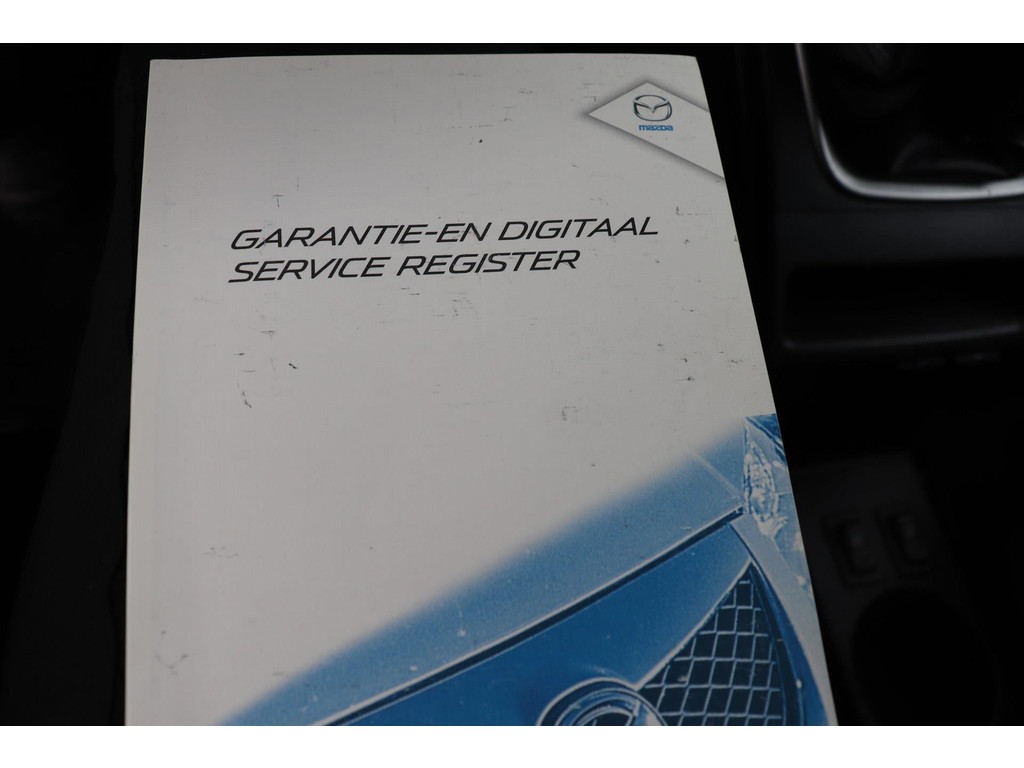 mazda
GARANTIE-EN DIGITAAL
SERVICE REGISTER